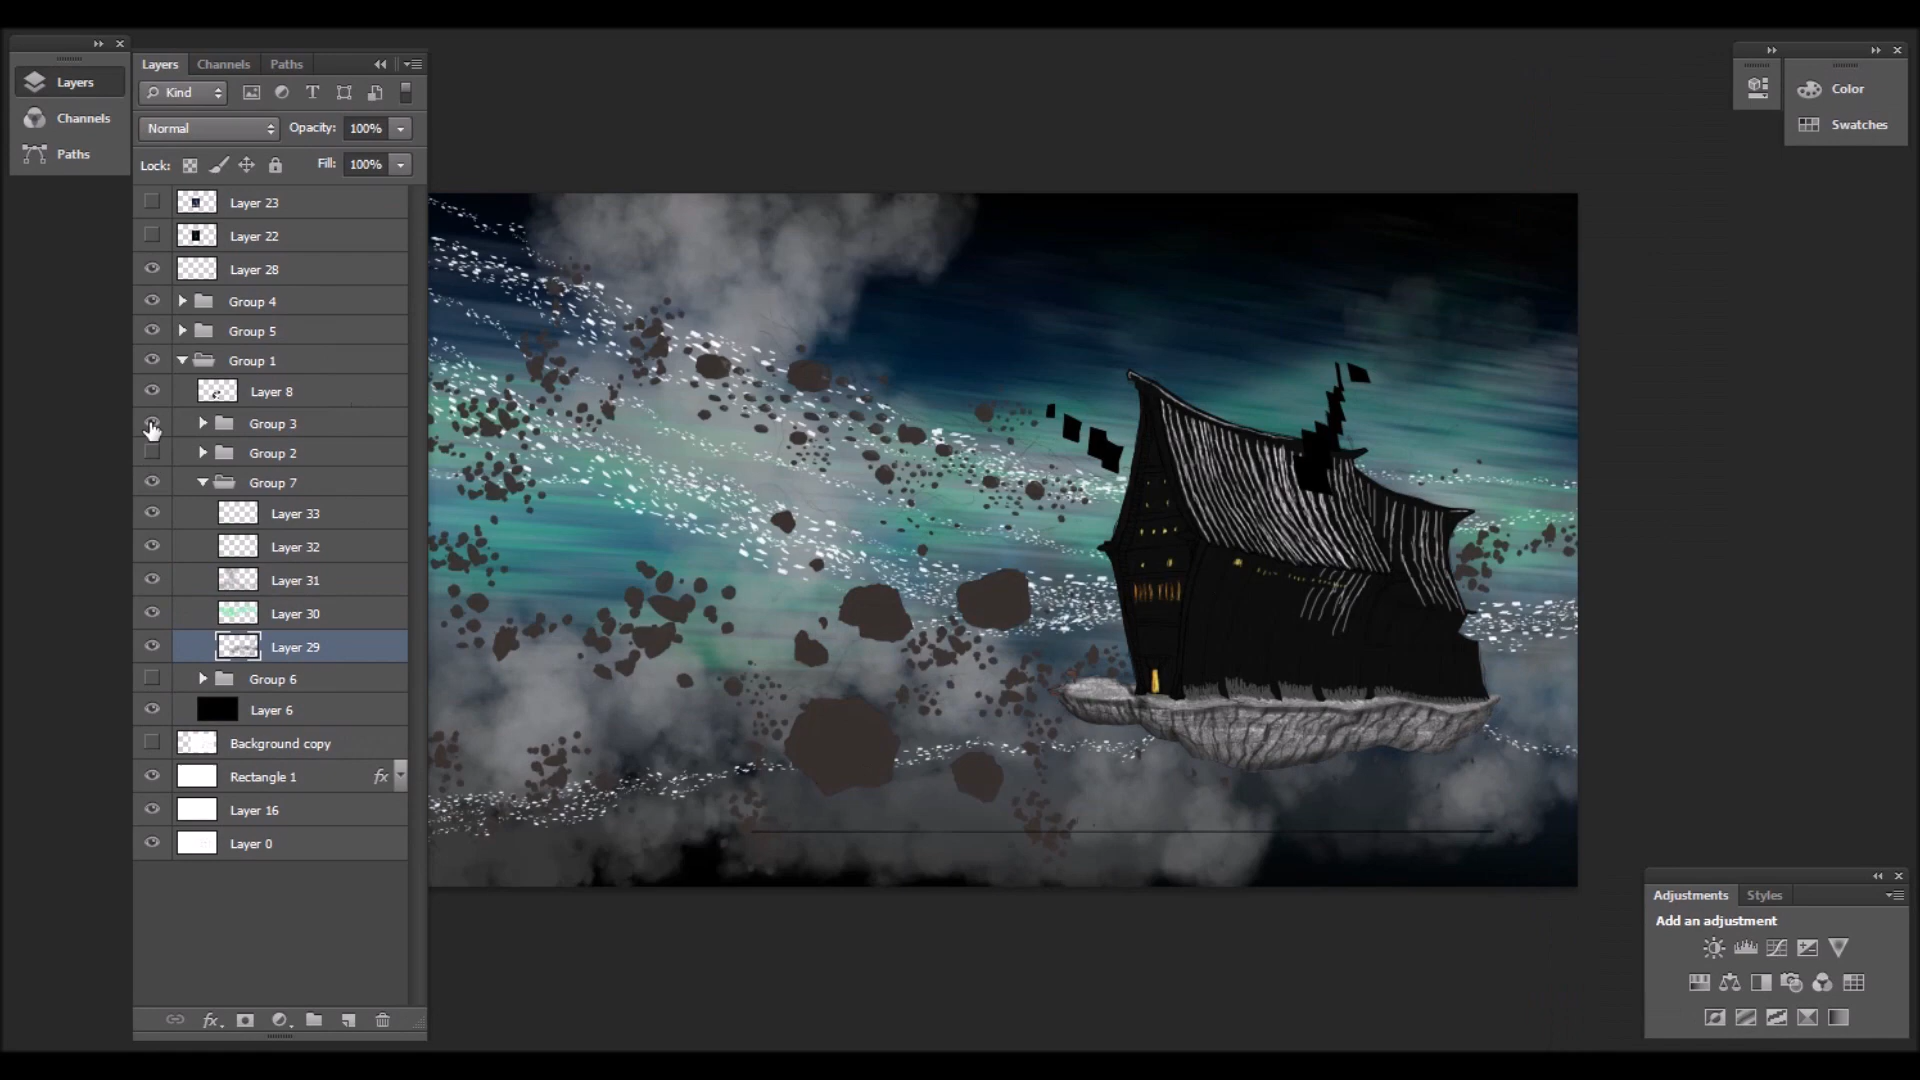 Layers
Channels
Paths
Layers Channels Paths
Kind
Normal Opacity: 100%
Lock: Fill: 100%
Layer 23
Layer 22
Layer 28
Group 4
Group 5
Group 1
Layer 8
Group 3
Group 2
Group 7
Layer 33
Layer 32
Layer 31
Layer 30
Layer 29
Group 6
Layer 6
Background copy
Rectangle 1 fx
Layer 16
Layer 0
fx
Color
Swatches
Adjustments Styles
Add an adjustment